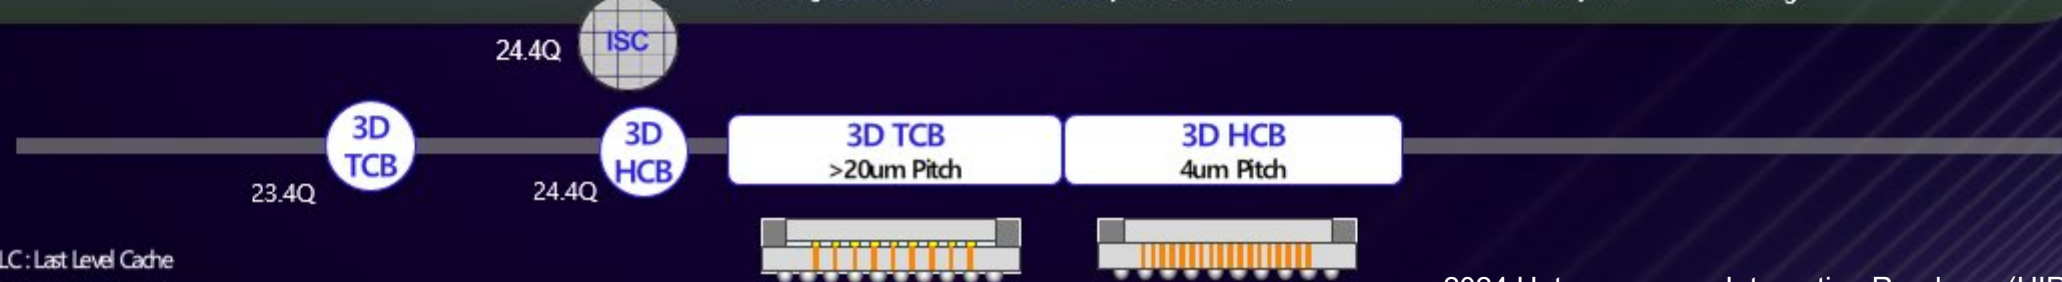 24.4Q
ISC
3D
TCB
3D
HCB
3D TCB
>20um Pitch
3D HCB
4um Pitch
23.4Q
24.4Q
LC : Last Level Cache